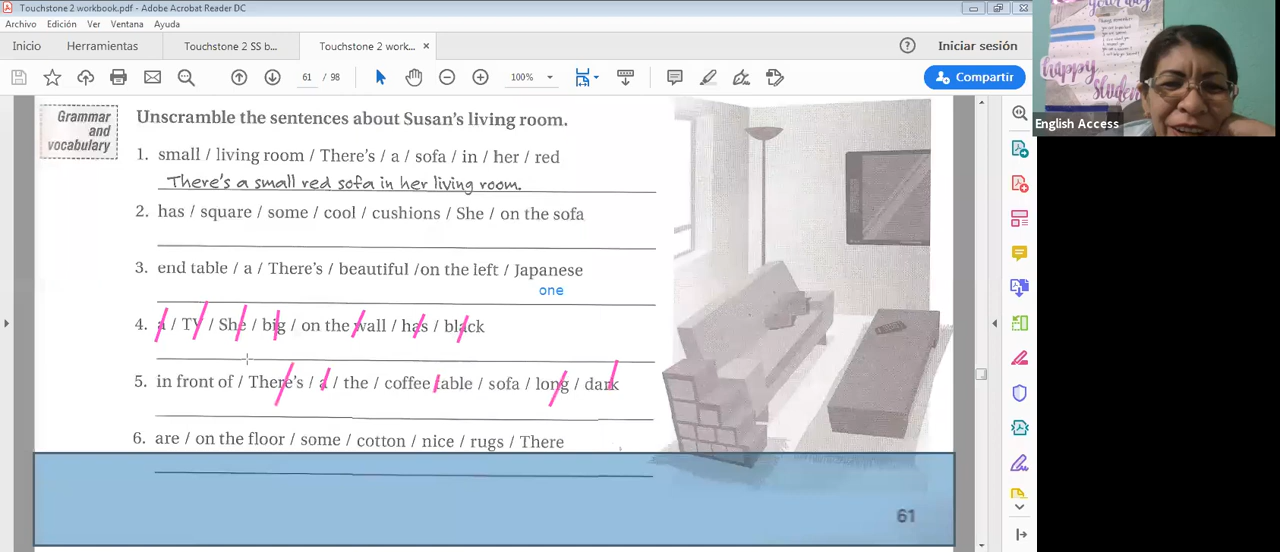 Touchstone 2 workbook.pdf - Adobe Acrobat Reader DC
Archivo Edición Ver Ventana Ayuda
Inicio Herramientas Touchstone 2 SS b... Touchstone 2 work... × Iniciar sesión
61 / 98 100% Compartir
happy
student
English Access
Grammar
and
vocabulary
Unscramble the sentences about Susan's living room.
1. small / living room / There's / a / sofa / in / her / red
There's a small red sofa in her living room.
2. has / square / some / cool / cushions / She / on the sofa
3. end table / a / There's / beautiful /on the left / Japanese
one
4. a / TV / She / big / on the wall / has / black
5. in front of / There's / a / the / coffee table / sofa / long / dark
6. are / on the floor / some / cotton / nice / rugs / There
61